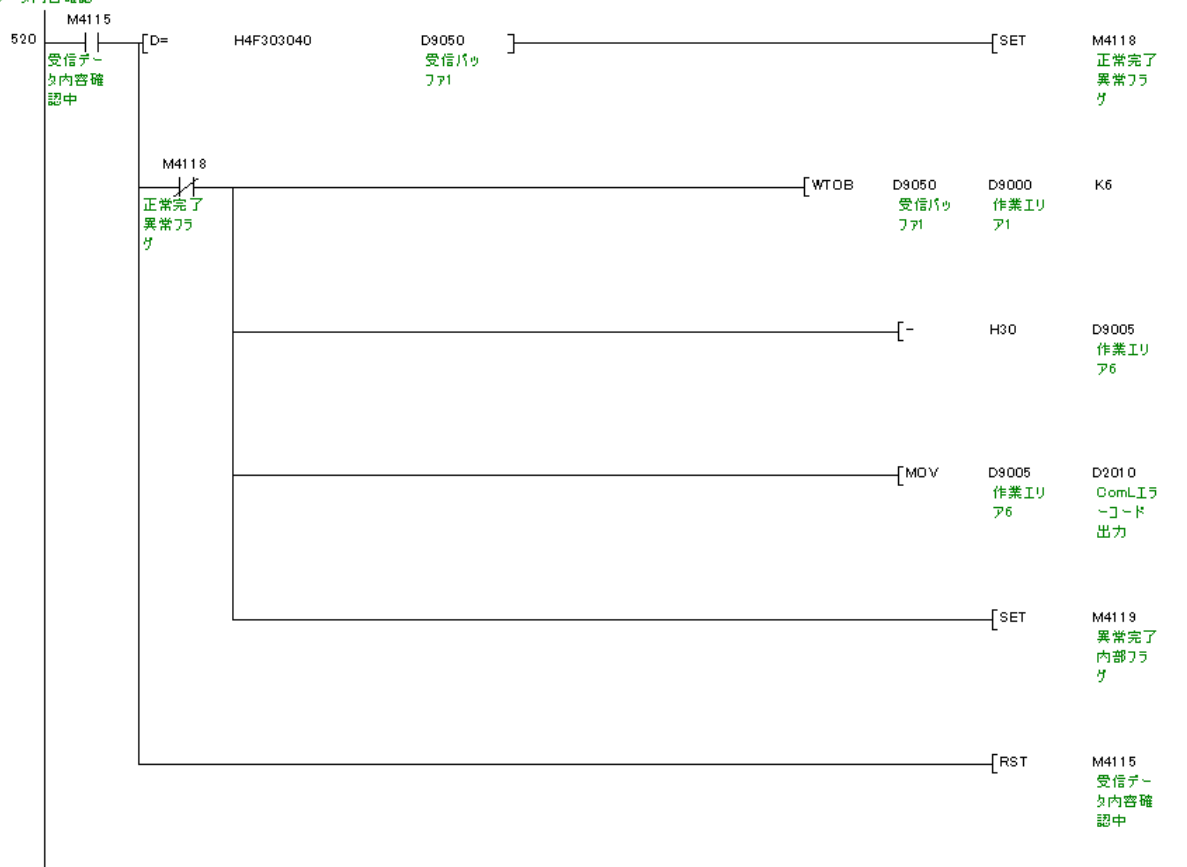 M4115
520 [D= H4F303040 D9050 ] [SET M4118
受信デー
タ内容確
認中
受信バッ
ファ1
正常完了
異常フラ
グ
M4118
[WTOB D9050 D9000 K6
正常完了
異常フラ
グ
受信バッ
ファ1
作業エリ
ア1
[- H30 D9005
作業エリ
ア6
[MOV D9005 D2010
作業エリ
ア6
ComLエラ
ーコード
出力
[SET M4119
異常完了
内部フラ
グ
[RST M4115
受信デー
タ内容確
認中